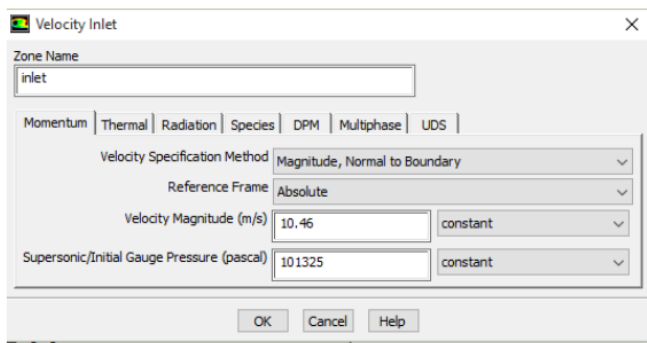 Velocity Inlet
Zone Name
inlet
Momentum Thermal Radiation Species DPM Multiphase UDS
Velocity Specification Method Magnitude, Normal to Boundary
Reference Frame Absolute
Velocity Magnitude (m/s) 10.46 constant
Supersonic/Initial Gauge Pressure (pascal) 101325 constant
OK Cancel Help